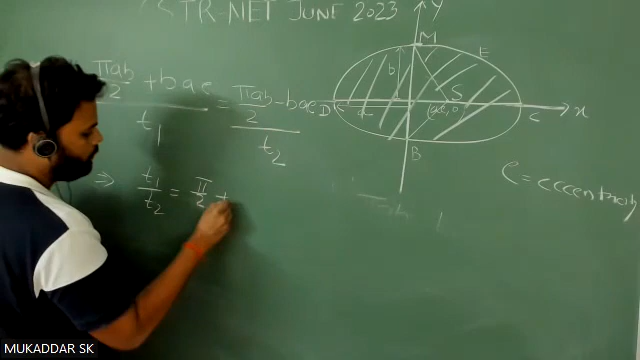 CSIR-NET JUNE 2023
πab/2 + bae / t₁ = πab/2 - bae / t₂
⇒ t₁/t₂ = π/2 +
y
M
E
b
D
a
S
(ae, 0)
C
x
B
e = eccentricity
MUKADDAR SK